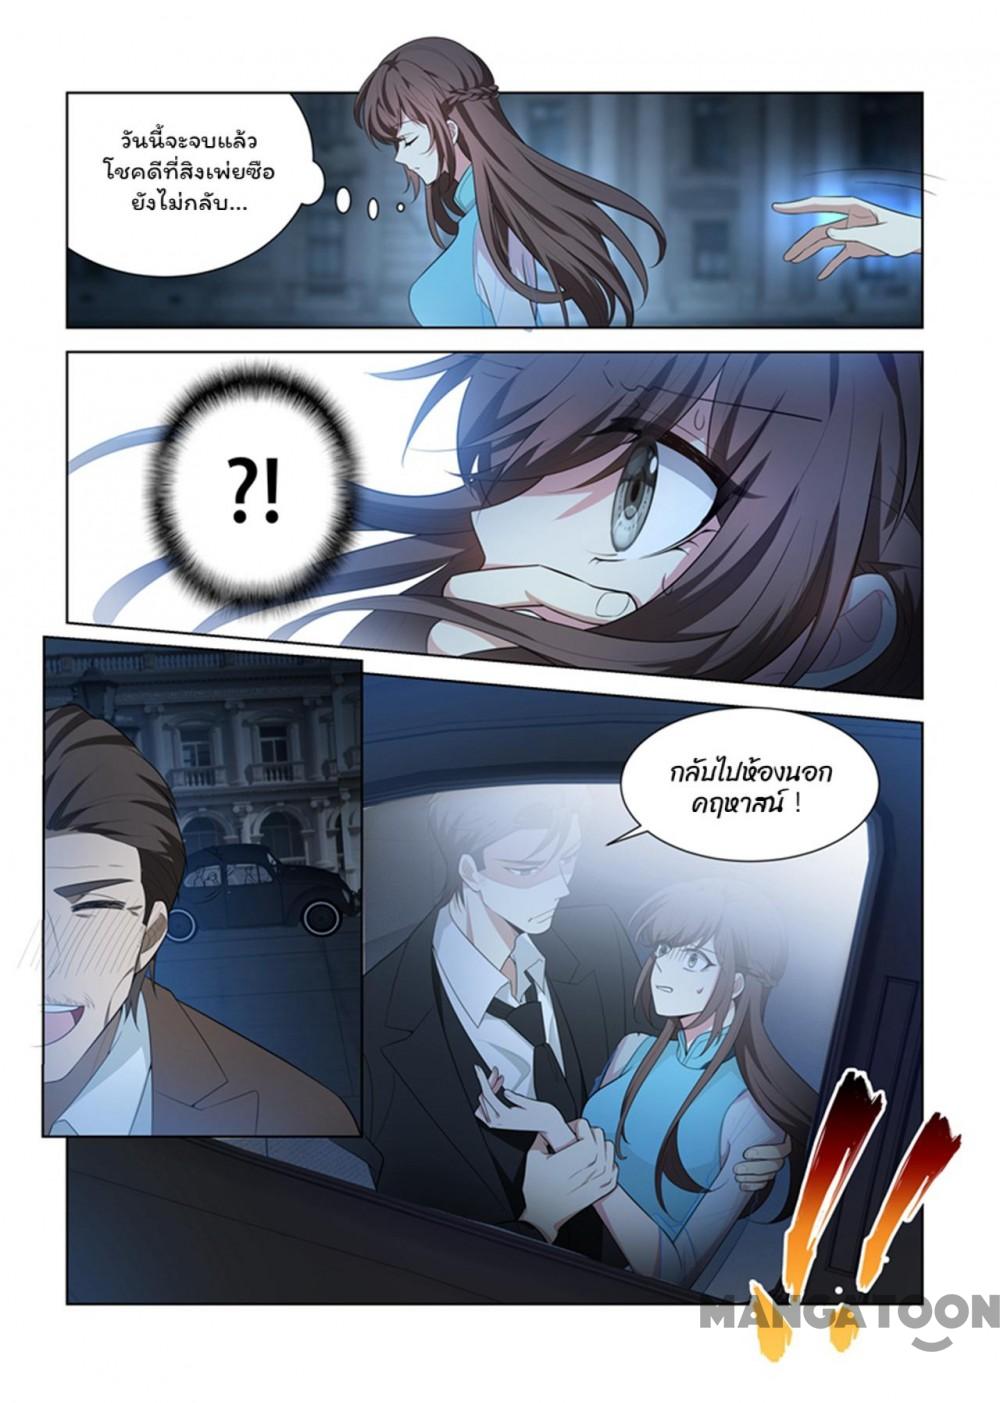 วันนี้จะจบแล้ว
โชคดีที่สิงเพ่ยซือ
ยังไม่กลับ...
?!
กลับไปห้องนอก
คฤหาสน์ !
MANGATOON